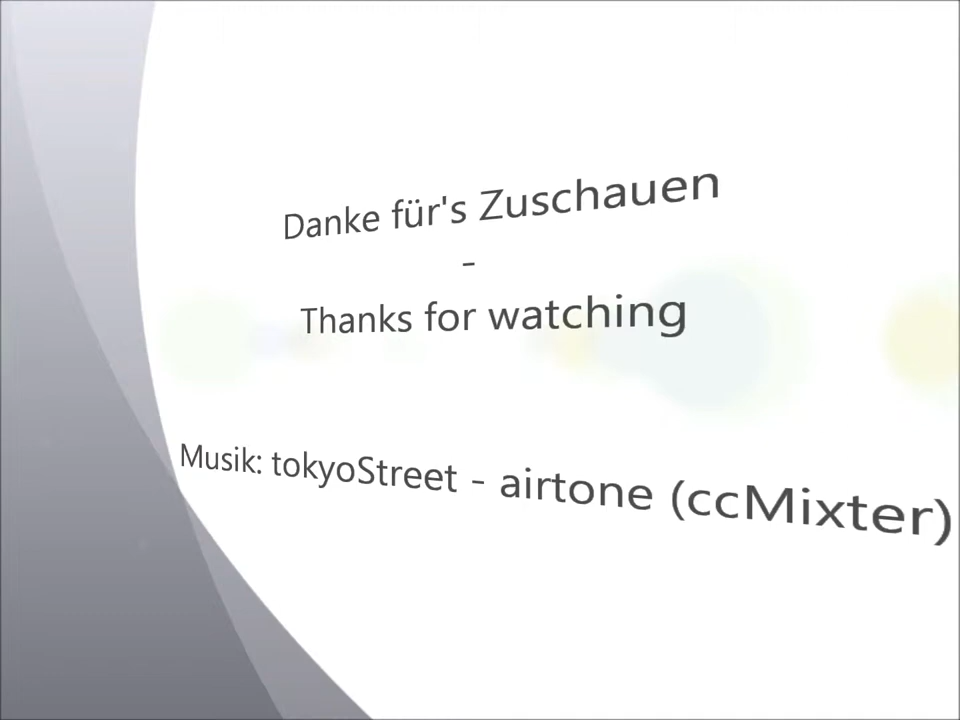 Danke für's Zuschauen
-
Thanks for watching
Musik: tokyoStreet - airtone (ccMixter)